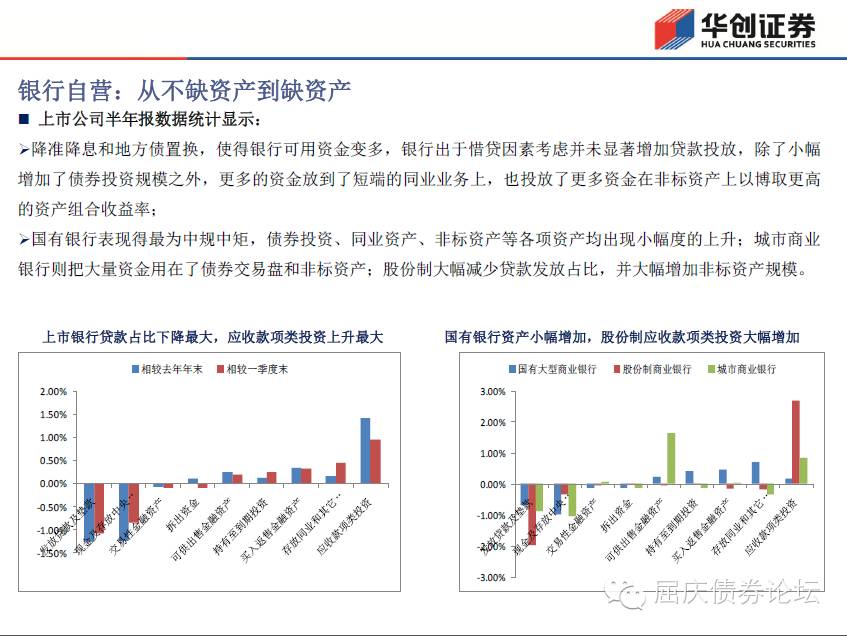 华创证券
HUA CHUANG SECURITIES
银行自营：从不缺资产到缺资产
■ 上市公司半年报数据统计显示：
➢降准降息和地方债置换，使得银行可用资金变多，银行出于惜贷因素考虑并未显著增加贷款投放，除了小幅
增加了债券投资规模之外，更多的资金放到了短端的同业业务上，也投放了更多资金在非标资产上以博取更高
的资产组合收益率；
➢国有银行表现得最为中规中矩，债券投资、同业资产、非标资产等各项资产均出现小幅度的上升；城市商业
银行则把大量资金用在了债券交易盘和非标资产；股份制大幅减少贷款发放占比，并大幅增加非标资产规模。
上市银行贷款占比下降最大，应收款项类投资上升最大
相较去年年末 相较一季度末
2.00%
1.50%
1.00%
0.50%
0.00%
-0.50%
-1.00%
-1.50%
发放贷款及垫款
现金及存放中央…
交易性金融资产
拆出资金
可供出售金融资产
持有至到期投资
买入返售金融资产
存放同业和其它…
应收款项类投资
国有银行资产小幅增加，股份制应收款项类投资大幅增加
国有大型商业银行 股份制商业银行 城市商业银行
3.00%
2.00%
1.00%
0.00%
-1.00%
-2.00%
-3.00%
发放贷款及垫款
现金及存放中央…
交易性金融资产
拆出资金
可供出售金融资产
持有至到期投资
买入返售金融资产
存放同业和其它…
应收款项类投资
屈庆债券论坛